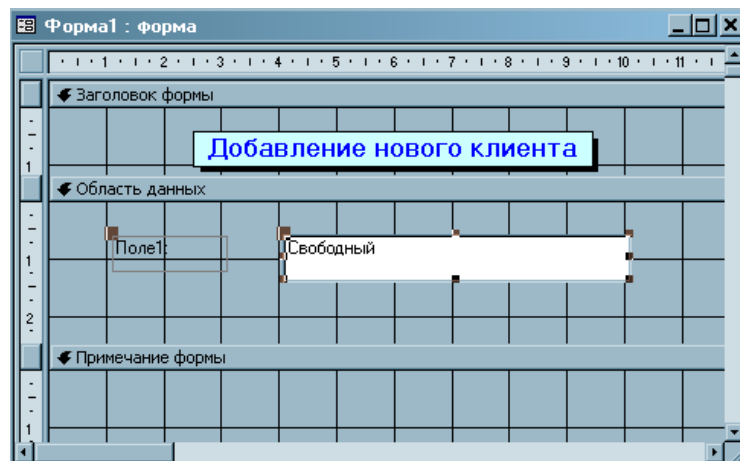 Форма1 : форма
1 2 3 4 5 6 7 8 9 10 11
Заголовок формы
1
Добавление нового клиента
Область данных
Поле1:
Свободный
1
2
Примечание формы
1